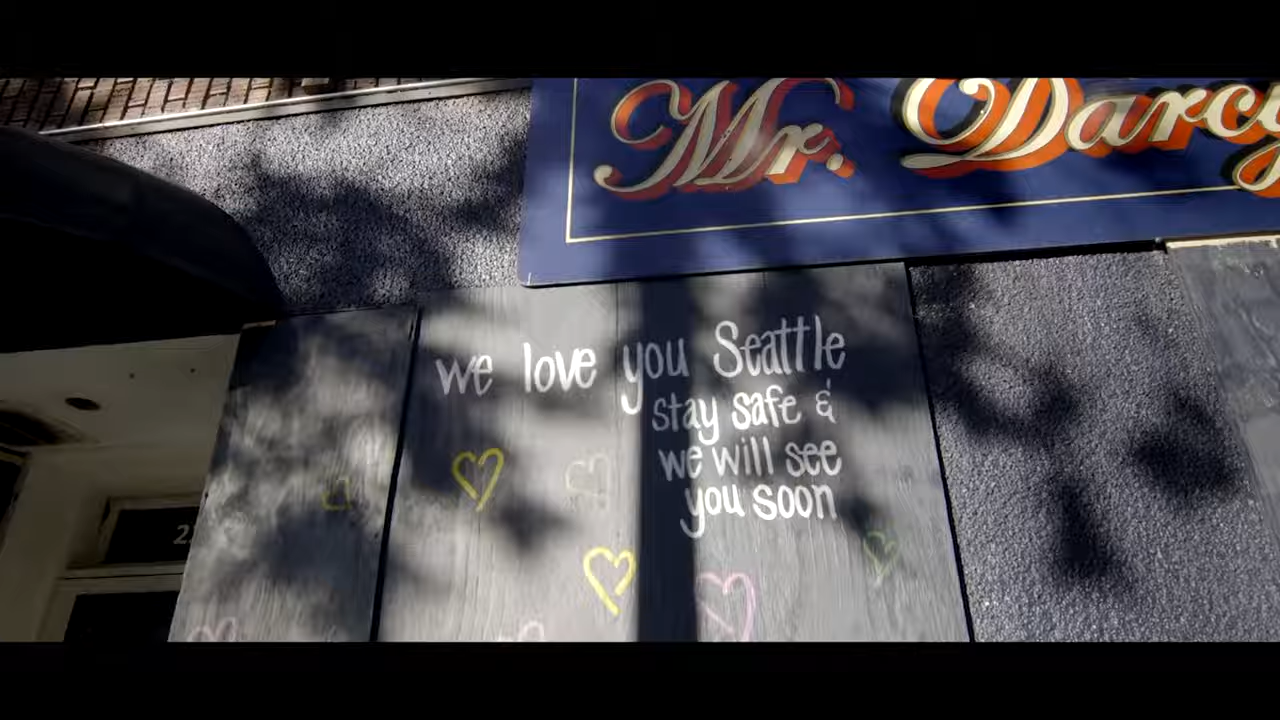 Mr. Darcy
we love you Seattle
stay safe &
we will see
you soon